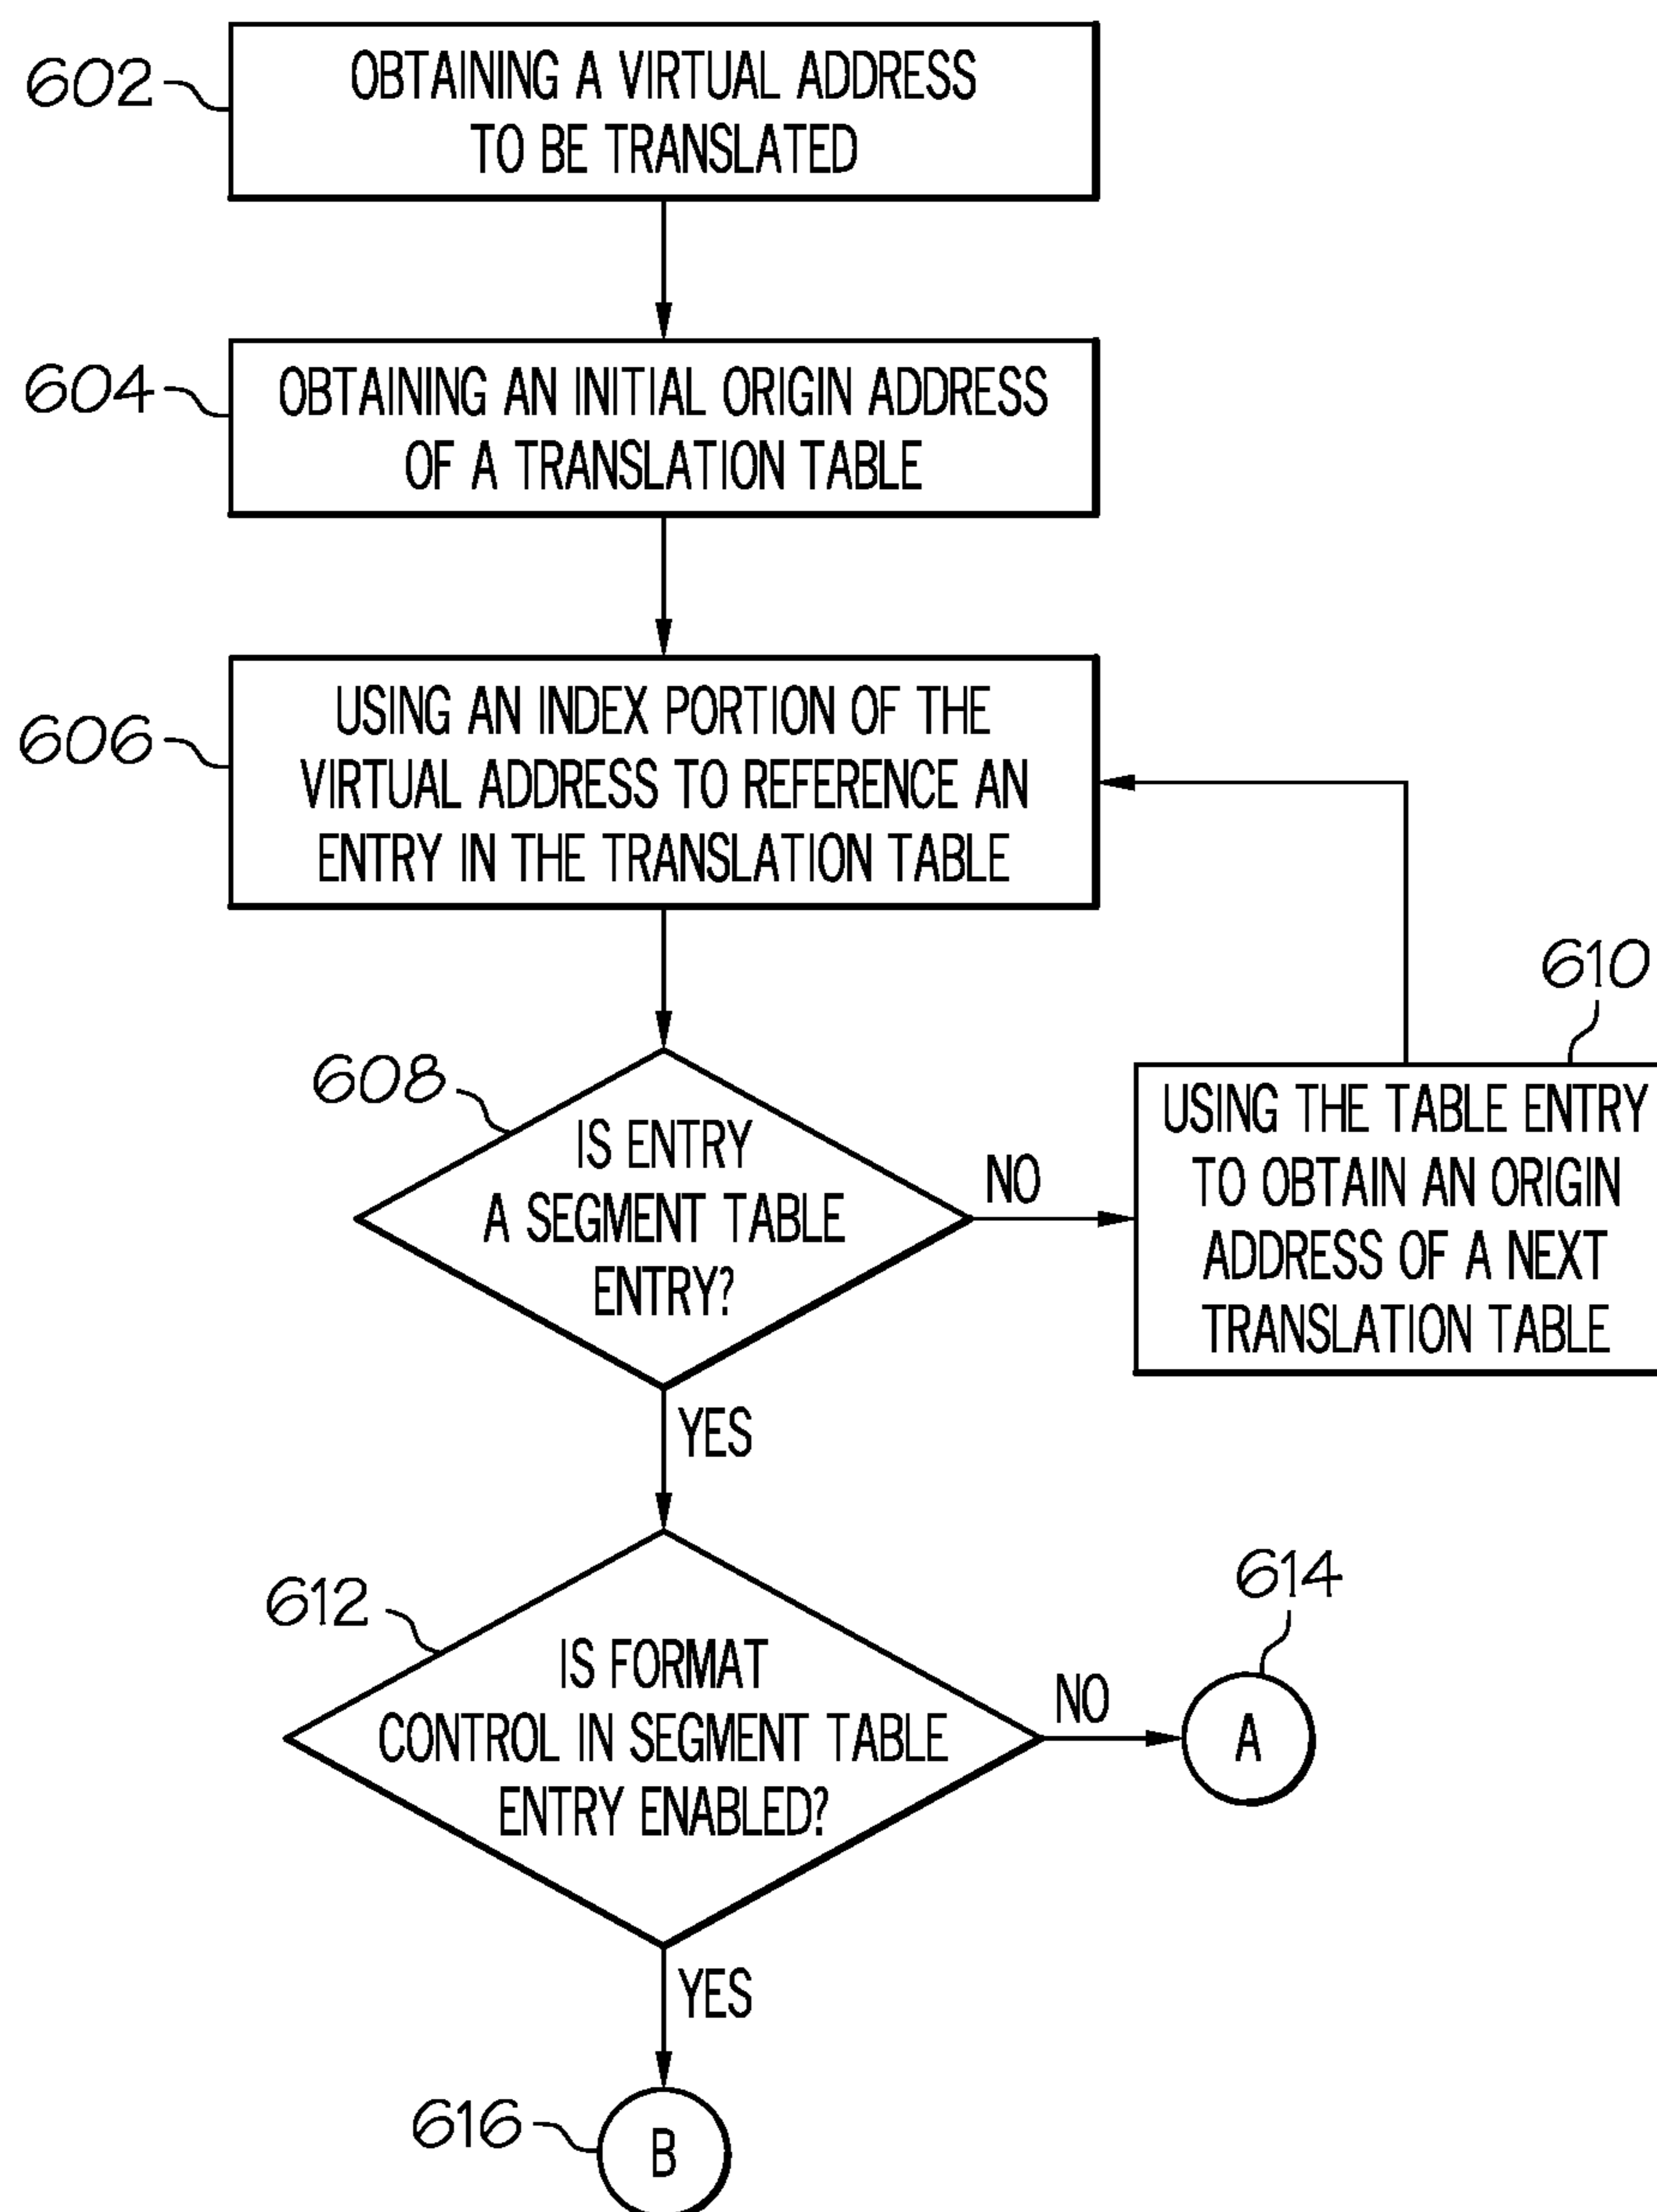 602
OBTAINING A VIRTUAL ADDRESS
TO BE TRANSLATED
604
OBTAINING AN INITIAL ORIGIN ADDRESS
OF A TRANSLATION TABLE
606
USING AN INDEX PORTION OF THE
VIRTUAL ADDRESS TO REFERENCE AN
ENTRY IN THE TRANSLATION TABLE
608
IS ENTRY
A SEGMENT TABLE
ENTRY?
NO
610
USING THE TABLE ENTRY
TO OBTAIN AN ORIGIN
ADDRESS OF A NEXT
TRANSLATION TABLE
YES
612
IS FORMAT
CONTROL IN SEGMENT TABLE
ENTRY ENABLED?
NO
614
A
YES
616
B